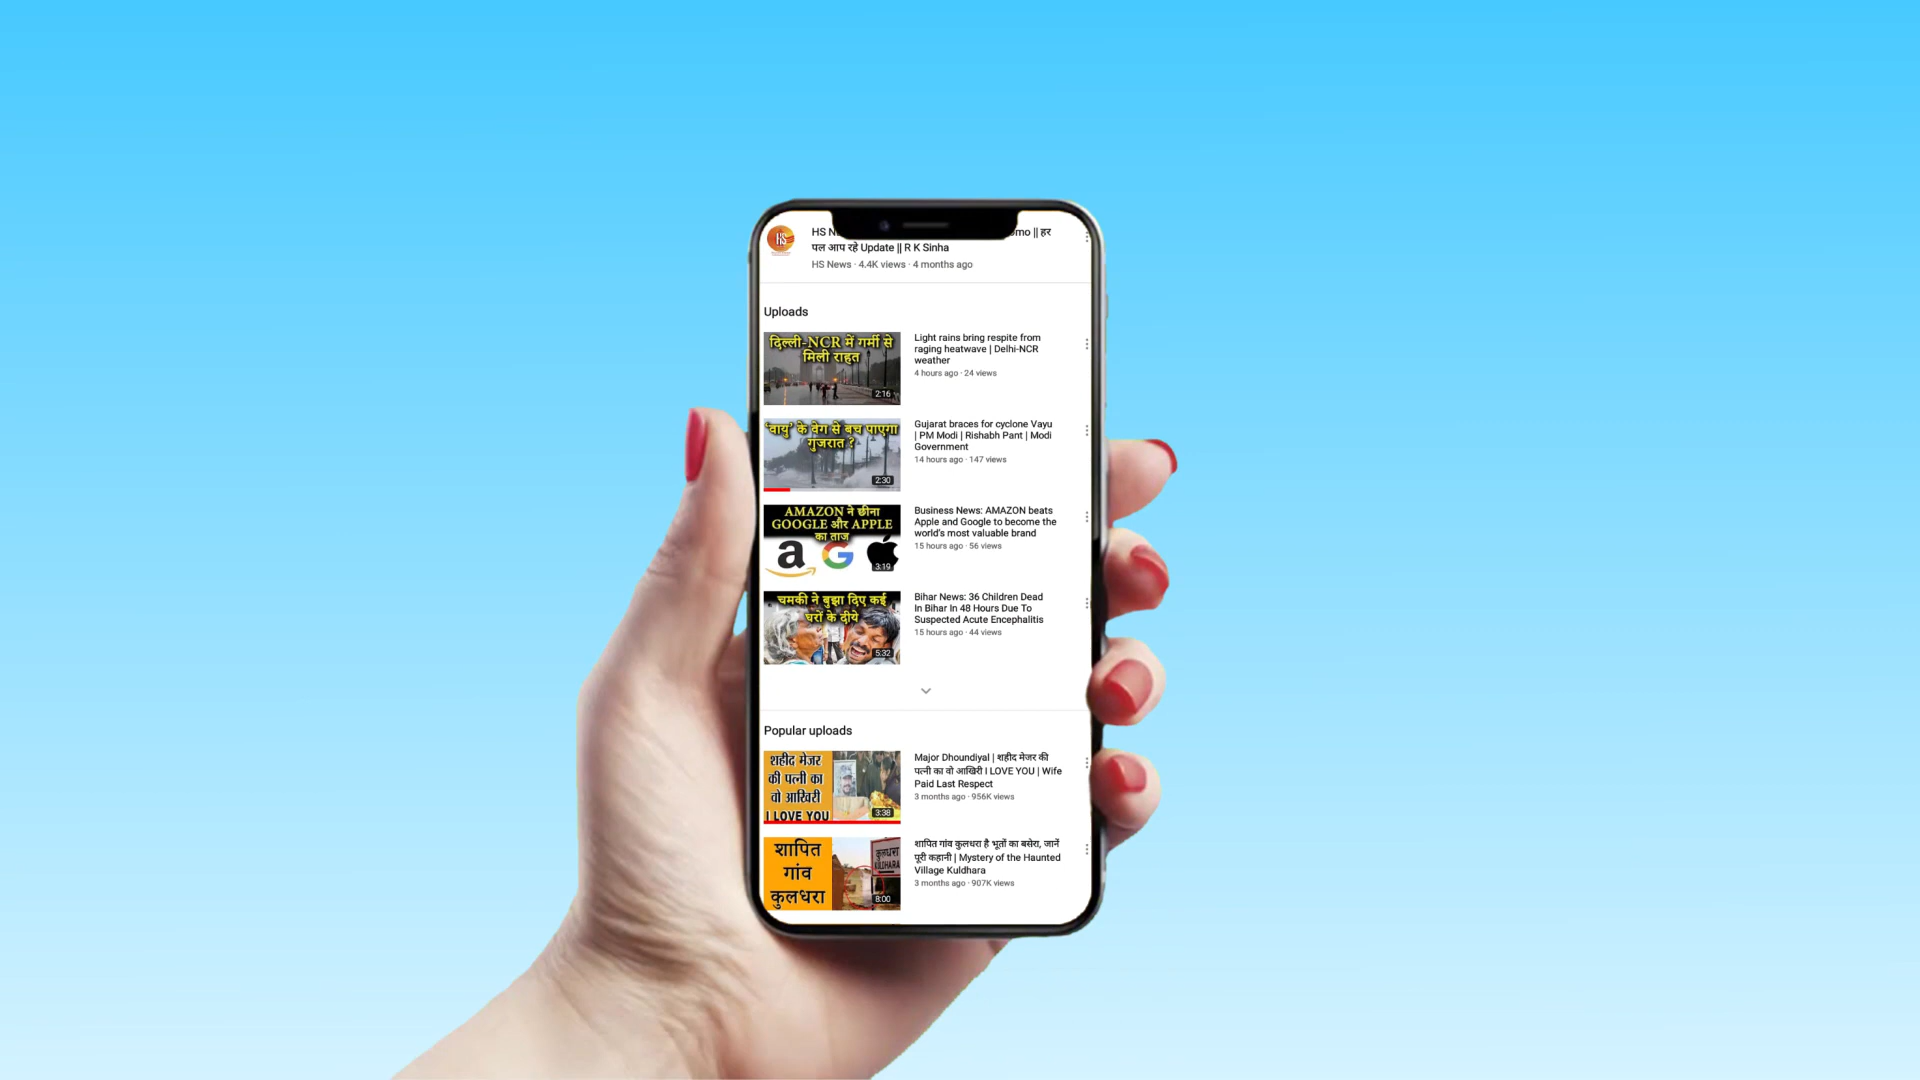 HS
HS N
omo || हर
पल आप रहे Update || R K Sinha
HS News · 4.4K views · 4 months ago
Uploads
दिल्ली-NCR में गर्मी से
मिली राहत
2:16
Light rains bring respite from
raging heatwave | Delhi-NCR
weather
4 hours ago · 24 views
'वायु' के वेग से बच पाएगा
गुजरात ?
2:30
Gujarat braces for cyclone Vayu
| PM Modi | Rishabh Pant | Modi
Government
14 hours ago · 147 views
AMAZON ने छीना
GOOGLE और APPLE
का ताज
a G
3:19
Business News: AMAZON beats
Apple and Google to become the
world's most valuable brand
15 hours ago · 56 views
चमकी ने बुझा दिए कई
घरों के दीये
5:32
Bihar News: 36 Children Dead
In Bihar In 48 Hours Due To
Suspected Acute Encephalitis
15 hours ago · 44 views
Popular uploads
शहीद मेजर
की पत्नी का
वो आखिरी
I LOVE YOU
3:38
Major Dhoundiyal | शहीद मेजर की
पत्नी का वो आखिरी I LOVE YOU | Wife
Paid Last Respect
3 months ago · 956K views
शापित
गांव
कुलधरा
कुलधरा
KULDHARA
8:00
शापित गांव कुलधरा है भूतों का बसेरा, जानें
पूरी कहानी | Mystery of the Haunted
Village Kuldhara
3 months ago · 907K views